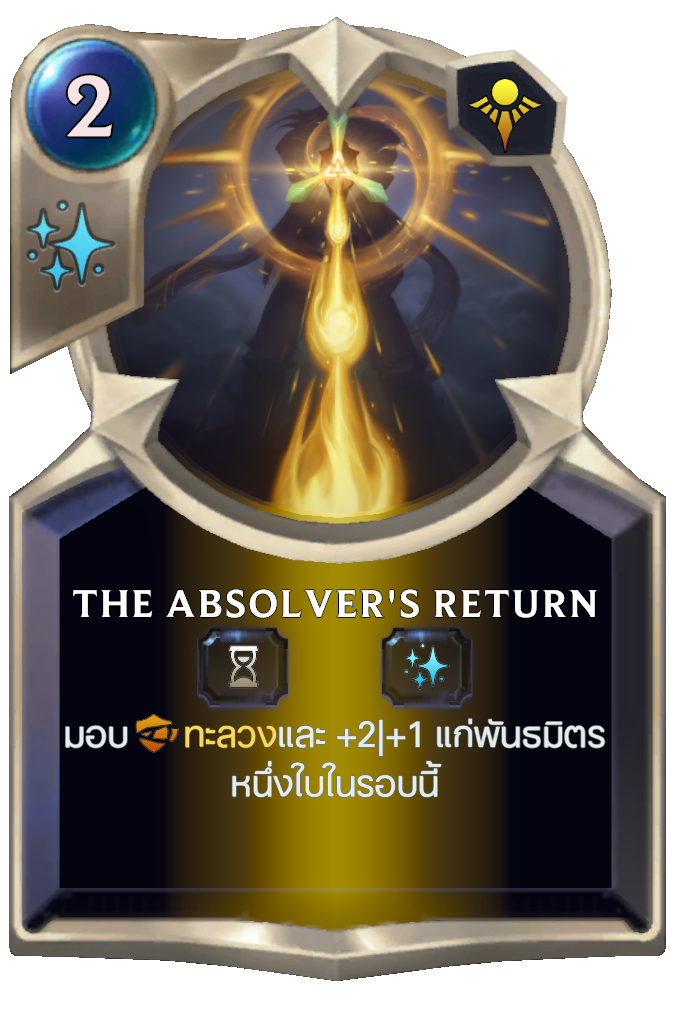 2
THE ABSOLVER'S RETURN
มอบ ทะลวงและ +2|+1 แก่พันธมิตร
หนึ่งใบในรอบนี้